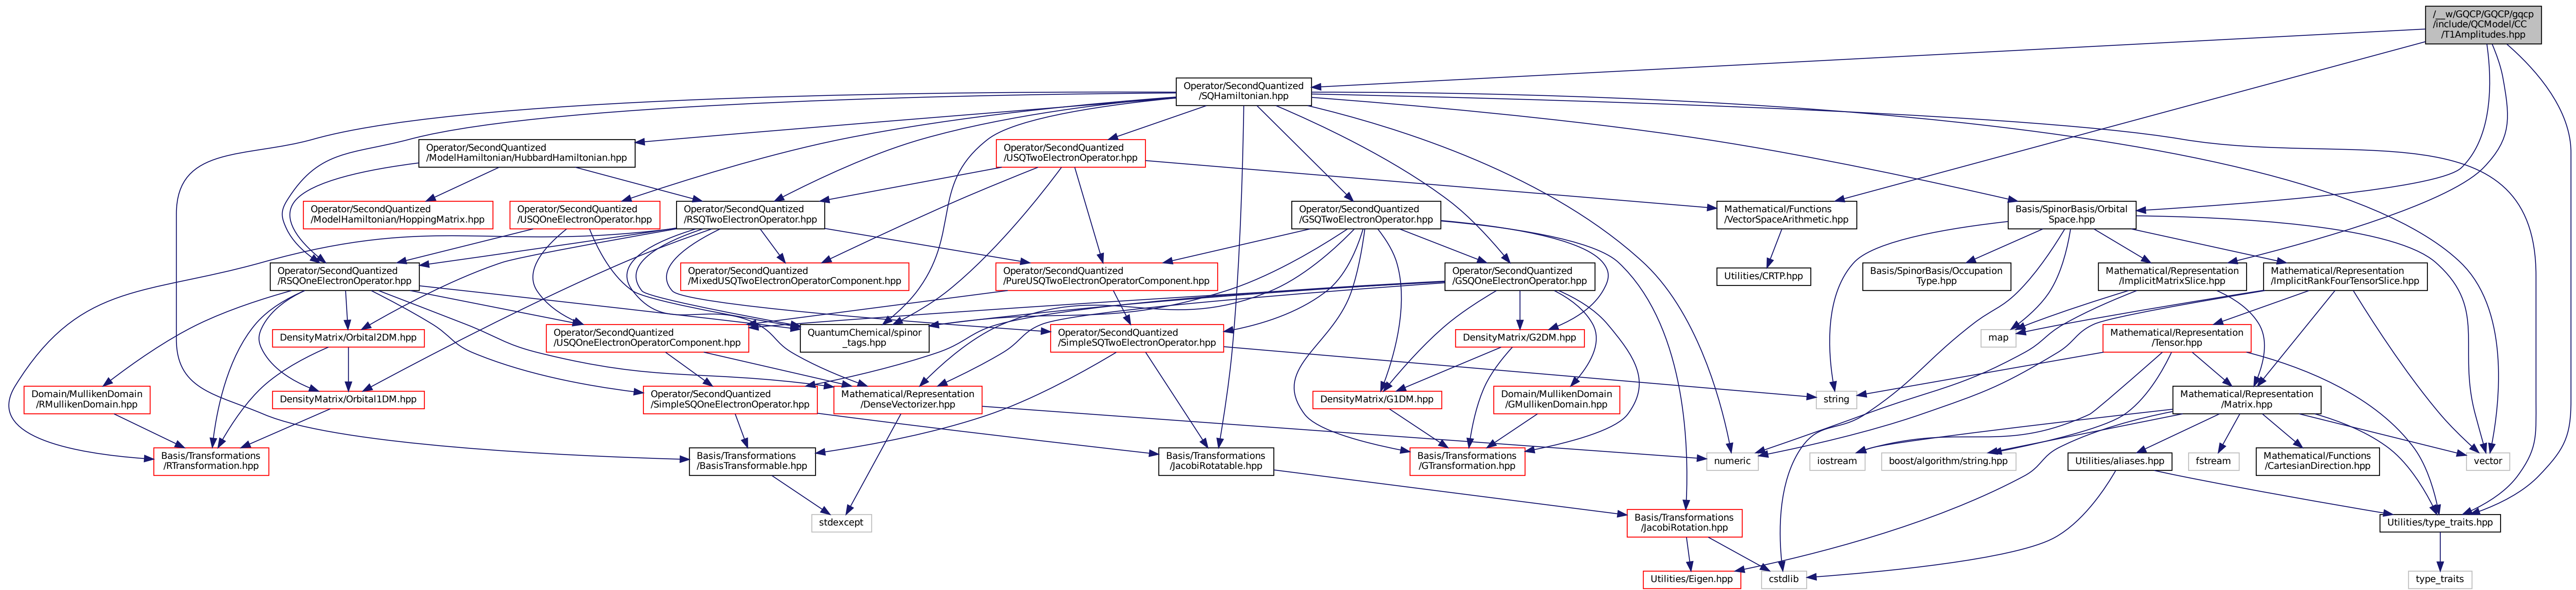 /__w/GQCP/GQCP/gqcp
/include/QCModel/CC
/T1Amplitudes.hpp
Operator/SecondQuantized
/SQHamiltonian.hpp
Operator/SecondQuantized
/ModelHamiltonian/HubbardHamiltonian.hpp
Operator/SecondQuantized
/USQTwoElectronOperator.hpp
Operator/SecondQuantized
/ModelHamiltonian/HoppingMatrix.hpp
Operator/SecondQuantized
/USQOneElectronOperator.hpp
Operator/SecondQuantized
/RSQTwoElectronOperator.hpp
Operator/SecondQuantized
/GSQTwoElectronOperator.hpp
Mathematical/Functions
/VectorSpaceArithmetic.hpp
Basis/SpinorBasis/Orbital
Space.hpp
Operator/SecondQuantized
/RSQOneElectronOperator.hpp
Operator/SecondQuantized
/MixedUSQTwoElectronOperatorComponent.hpp
Operator/SecondQuantized
/PureUSQTwoElectronOperatorComponent.hpp
Operator/SecondQuantized
/GSQOneElectronOperator.hpp
Utilities/CRTP.hpp
Basis/SpinorBasis/Occupation
Type.hpp
Mathematical/Representation
/ImplicitMatrixSlice.hpp
Mathematical/Representation
/ImplicitRankFourTensorSlice.hpp
DensityMatrix/Orbital2DM.hpp
Operator/SecondQuantized
/USQOneElectronOperatorComponent.hpp
QuantumChemical/spinor
_tags.hpp
Operator/SecondQuantized
/SimpleSQTwoElectronOperator.hpp
DensityMatrix/G2DM.hpp
map
Mathematical/Representation
/Tensor.hpp
Domain/MullikenDomain
/RMullikenDomain.hpp
DensityMatrix/Orbital1DM.hpp
Operator/SecondQuantized
/SimpleSQOneElectronOperator.hpp
Mathematical/Representation
/DenseVectorizer.hpp
DensityMatrix/G1DM.hpp
Domain/MullikenDomain
/GMullikenDomain.hpp
string
Mathematical/Representation
/Matrix.hpp
Basis/Transformations
/RTransformation.hpp
Basis/Transformations
/BasisTransformable.hpp
Basis/Transformations
/JacobiRotatable.hpp
Basis/Transformations
/GTransformation.hpp
numeric
iostream
boost/algorithm/string.hpp
Utilities/aliases.hpp
fstream
Mathematical/Functions
/CartesianDirection.hpp
vector
stdexcept
Basis/Transformations
/JacobiRotation.hpp
Utilities/type_traits.hpp
Utilities/Eigen.hpp
cstdlib
type_traits